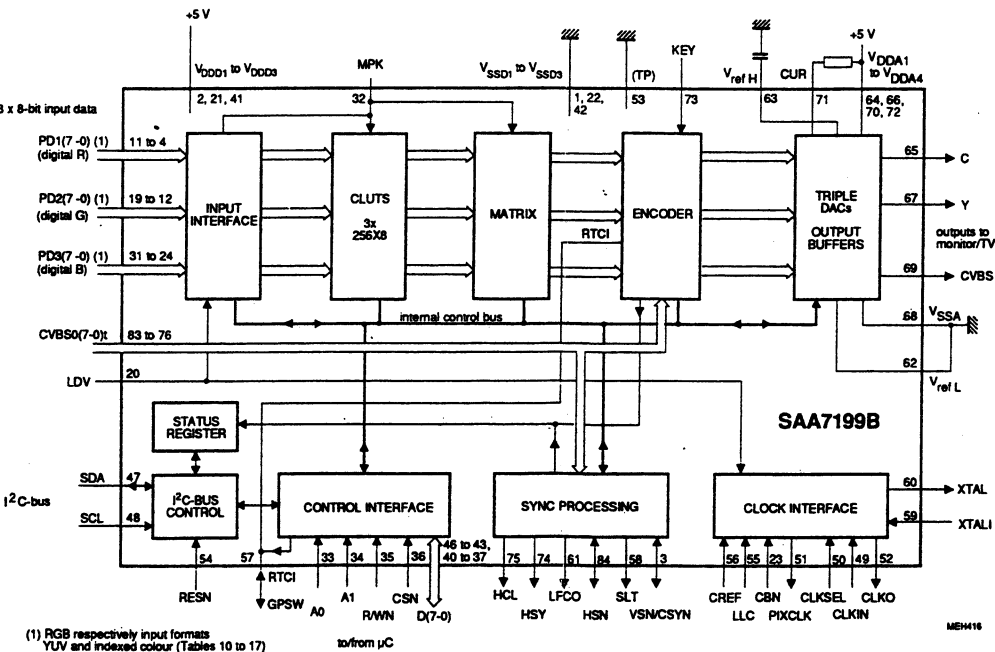 +5 V
VDDD1 to VDDD3
MPK
VSSD1 to VSSD3
(TP)
KEY
Vref H
CUR
+5 V
VDDA1
to VDDA4
3 x 8-bit input data
2, 21, 41
32
1, 22,
42
53
73
63
71
64, 66,
70, 72
PD1(7 -0) (1)
(digital R)
11 to 4
PD2(7 -0) (1)
(digital G)
19 to 12
PD3(7 -0) (1)
(digital B)
31 to 24
INPUT
INTERFACE
CLUTS
3x
256X8
MATRIX
ENCODER
RTCI
TRIPLE
DACs
OUTPUT
BUFFERS
65
C
67
Y
outputs to
monitor/TV
69
CVBS
internal control bus
CVBS0(7-0)t
83 to 76
68
VSSA
62
Vref L
LDV
20
STATUS
REGISTER
SAA7199B
I2C-bus
SDA
47
SCL
48
I2C-BUS
CONTROL
CONTROL INTERFACE
SYNC PROCESSING
CLOCK INTERFACE
60
XTAL
59
XTALI
54
57
33
34
35
36
46 to 43,
40 to 37
75
74
61
84
58
3
56
55
23
51
50
49
52
RESN
RTCI
GPSW
A0
A1
R/WN
CSN
D(7-0)
HCL
HSY
LFCO
HSN
SLT
VSN/CSYN
CREF
LLC
CBN
PIXCLK
CLKSEL
CLKIN
CLKO
to/from µC
MEH416
(1) RGB respectively input formats
YUV and indexed colour (Tables 10 to 17)